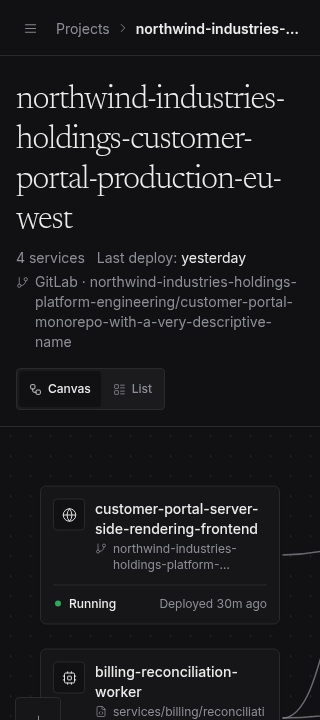 Projects > northwind-industries-...
northwind-industries-
holdings-customer-
portal-production-eu-
west
4 services Last deploy: yesterday
GitLab · northwind-industries-holdings-
platform-engineering/customer-portal-
monorepo-with-a-very-descriptive-
name
Canvas List
customer-portal-server-
side-rendering-frontend
northwind-industries-
holdings-platform-...
Running Deployed 30m ago
billing-reconciliation-
worker
services/billing/reconciliati